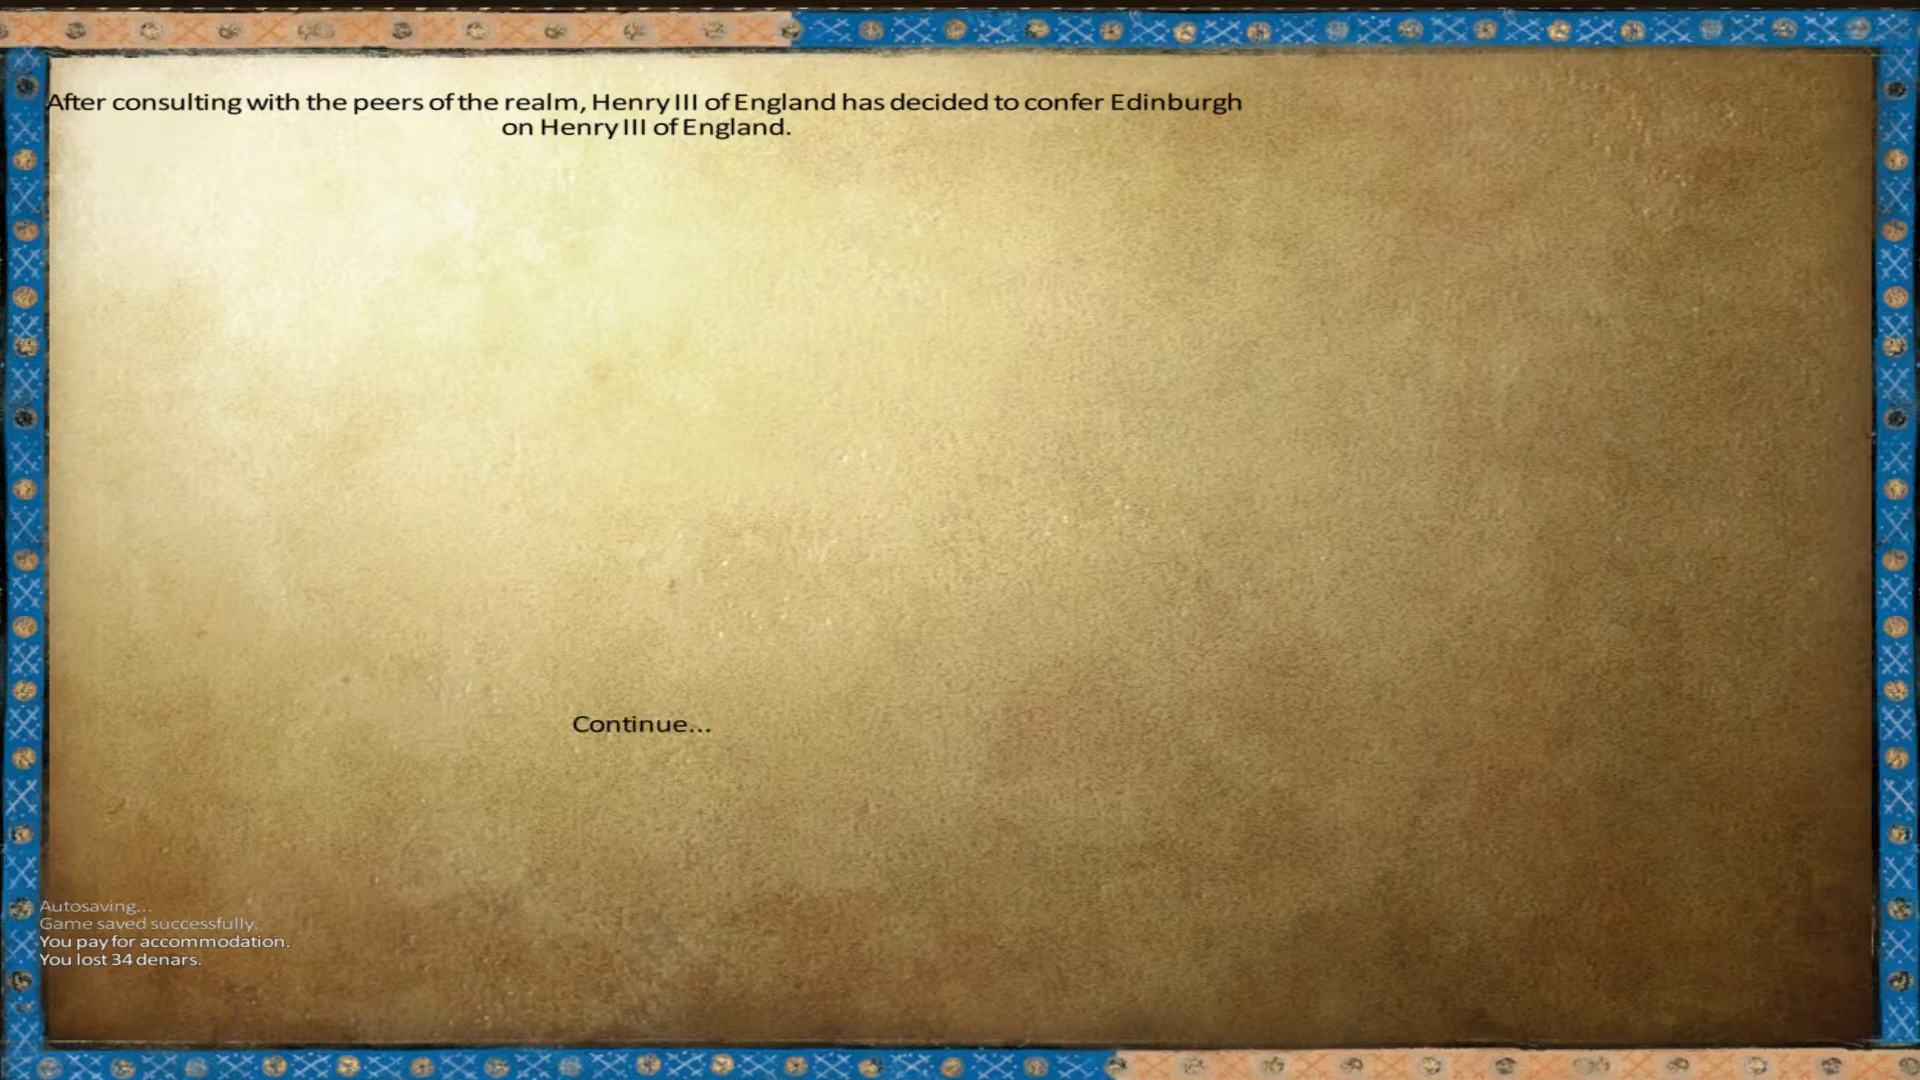 After consulting with the peers of the realm, Henry III of England has decided to confer Edinburgh
on Henry III of England.
Continue...
Autosaving...
Game saved successfully.
You pay for accommodation.
You lost 34 denars.